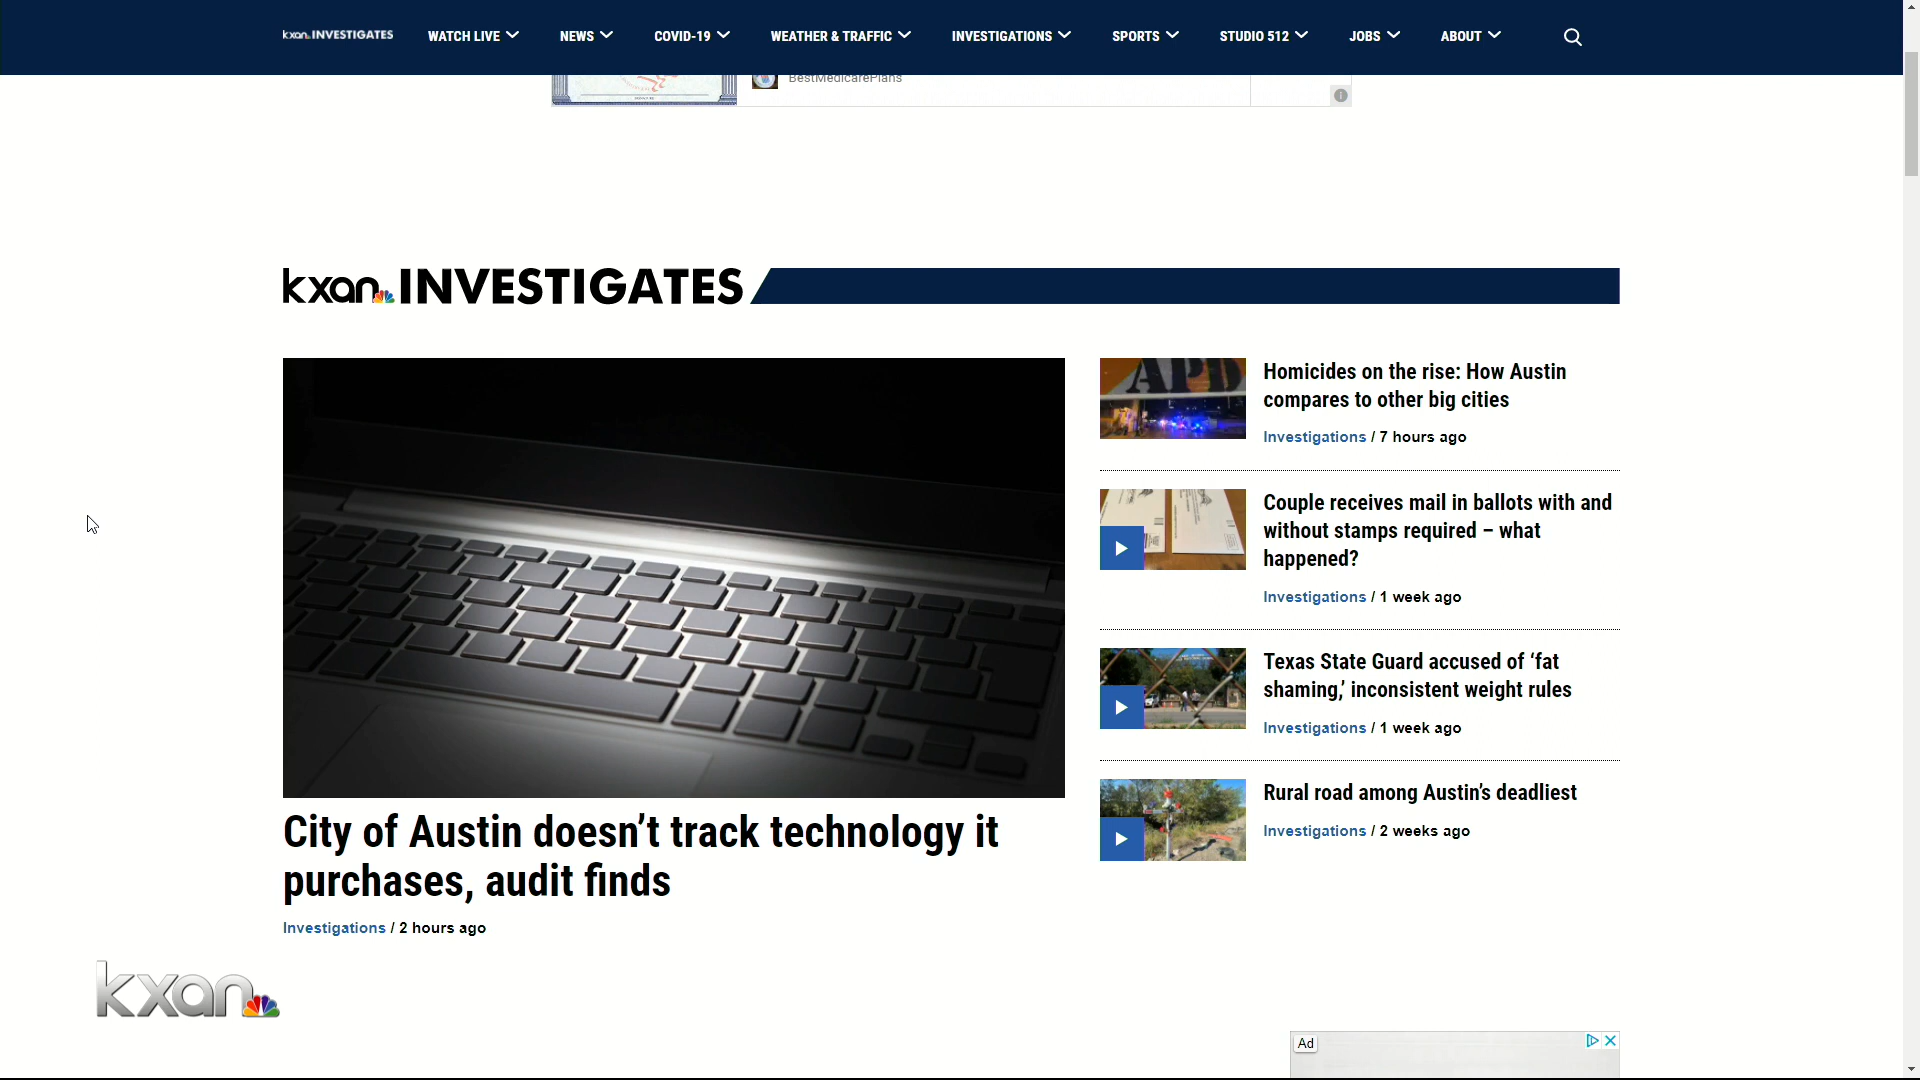 kxan INVESTIGATES WATCH LIVE NEWS COVID-19 WEATHER & TRAFFIC INVESTIGATIONS SPORTS STUDIO 512 JOBS ABOUT
BestMedicarePlans
kxan INVESTIGATES
City of Austin doesn’t track technology it
purchases, audit finds
Investigations / 2 hours ago
APD
Homicides on the rise: How Austin
compares to other big cities
Investigations / 7 hours ago
Couple receives mail in ballots with and
without stamps required – what
happened?
Investigations / 1 week ago
Texas State Guard accused of ‘fat
shaming,’ inconsistent weight rules
Investigations / 1 week ago
Rural road among Austin’s deadliest
Investigations / 2 weeks ago
kxan
Ad